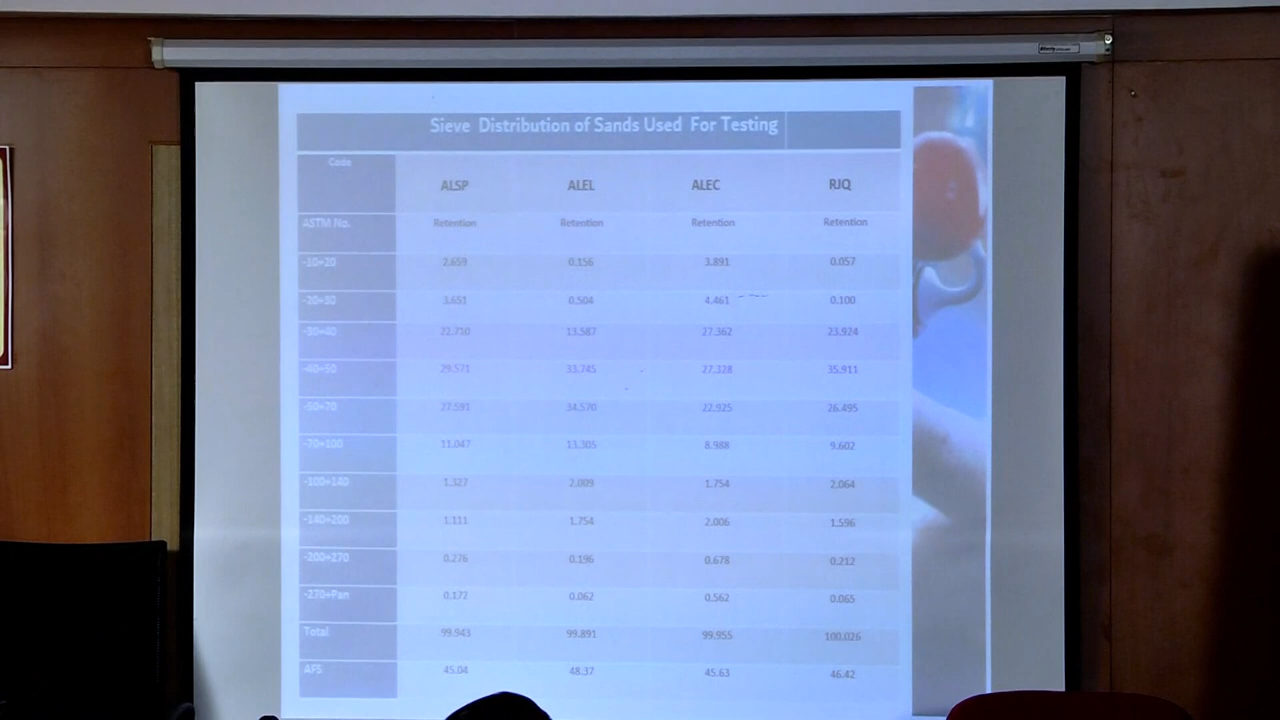 Sieve Distribution of Sands Used For Testing
Code ALSP ALEL ALEC RJQ
ASTM No. Retention Retention Retention Retention
-10+20 2.659 0.156 3.891 0.057
-20+30 3.651 0.504 4.461 0.100
-30+40 22.710 13.587 27.362 23.924
-40+50 29.571 33.745 27.328 35.911
-50+70 27.591 34.570 22.925 26.495
-70+100 11.047 13.305 8.988 9.602
-100+140 1.327 2.009 1.754 2.064
-140+200 1.111 1.754 2.006 1.596
-200+270 0.276 0.196 0.678 0.212
-270+Pan 0.172 0.062 0.562 0.065
Total 99.943 99.891 99.955 100.026
AFS 45.04 48.37 45.63 46.42